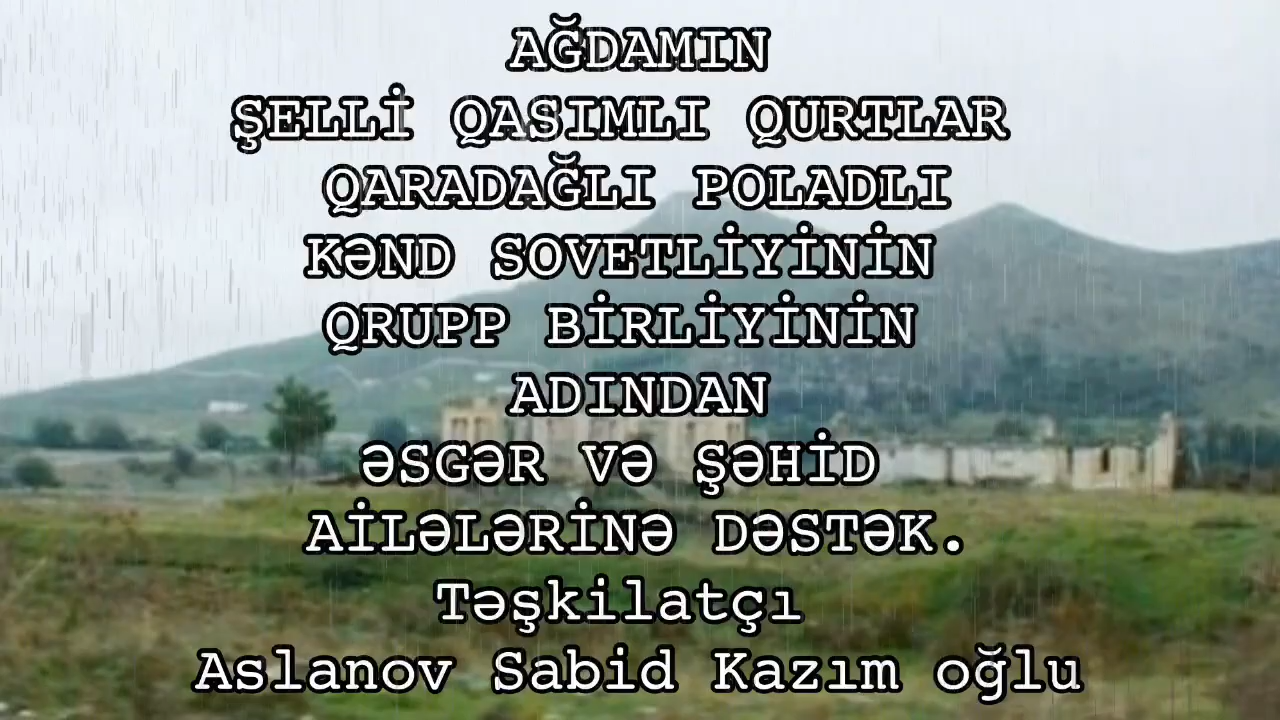 AĞDAMIN
ŞELLİ QASIMLI QURTLAR
QARADAĞLI POLADLI
KƏND SOVETLİYİNİN
QRUPP BİRLİYİNİN
ADINDAN
ƏSGƏR VƏ ŞƏHİD
AİLƏLƏRİNƏ DƏSTƏK.
Təşkilatçı
Aslanov Sabid Kazım oğlu